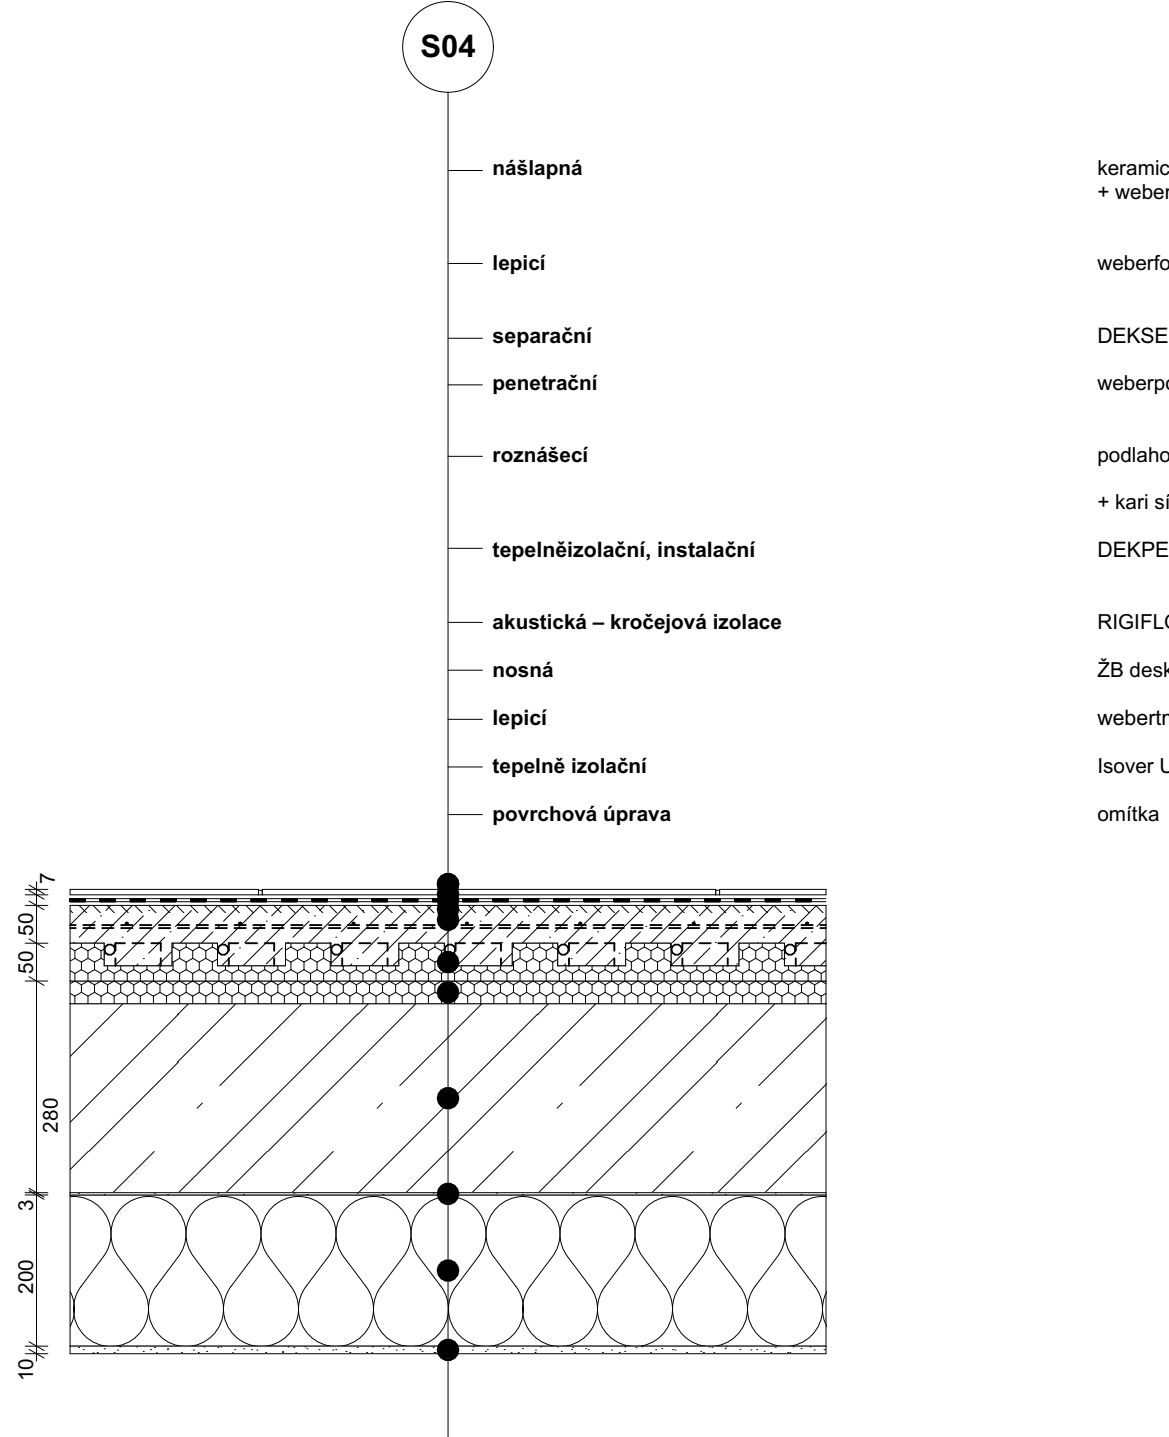 S04
nášlapná
keramic
+ weber
lepicí
weberfo
separační
DEKSE
penetrační
weberpo
roznášecí
podlaho
+ kari sí
tepelněizolační, instalační
DEKPE
akustická – kročejová izolace
RIGIFLO
nosná
ŽB desk
lepicí
webertm
tepelně izolační
Isover U
povrchová úprava
omítka
7
50
50
280
3
200
10